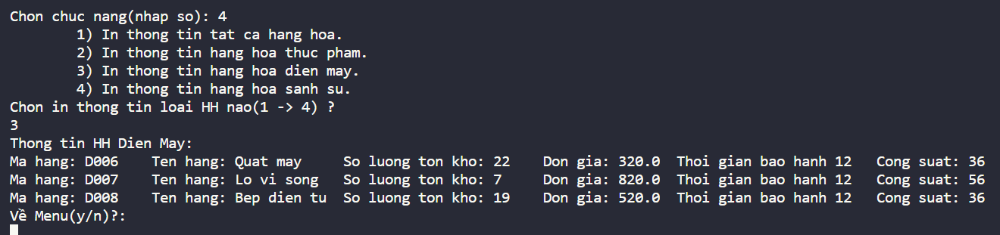 Chon chuc nang(nhap so): 4
1) In thong tin tat ca hang hoa.
2) In thong tin hang hoa thuc pham.
3) In thong tin hang hoa dien may.
4) In thong tin hang hoa sanh su.
Chon in thong tin loai HH nao(1 -> 4) ?
3
Thong tin HH Dien May:
Ma hang: D006 Ten hang: Quat may So luong ton kho: 22 Don gia: 320.0 Thoi gian bao hanh 12 Cong suat: 36
Ma hang: D007 Ten hang: Lo vi song So luong ton kho: 7 Don gia: 820.0 Thoi gian bao hanh 12 Cong suat: 56
Ma hang: D008 Ten hang: Bep dien tu So luong ton kho: 19 Don gia: 520.0 Thoi gian bao hanh 12 Cong suat: 36
Về Menu(y/n)?: